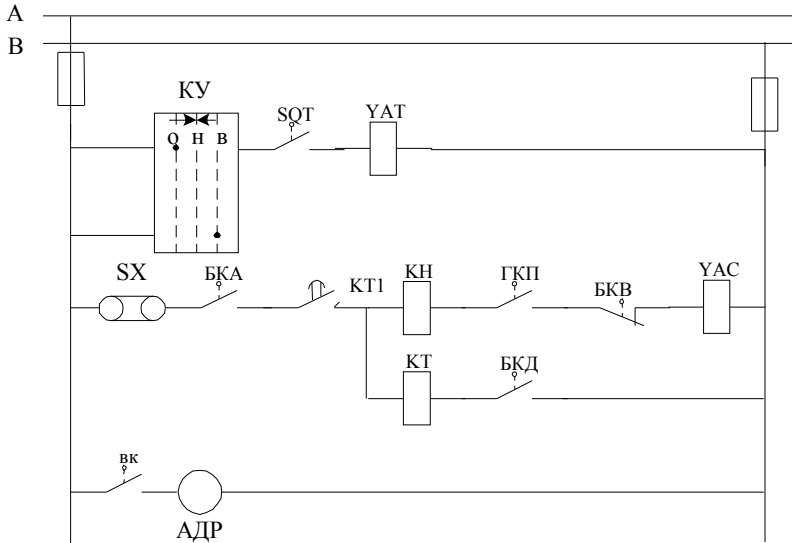 А
В
КУ
О Н В
SQT
YAT
SX
БКА
KT1
KH
ГКП
БКВ
YAC
KT
БКД
вк
АДР